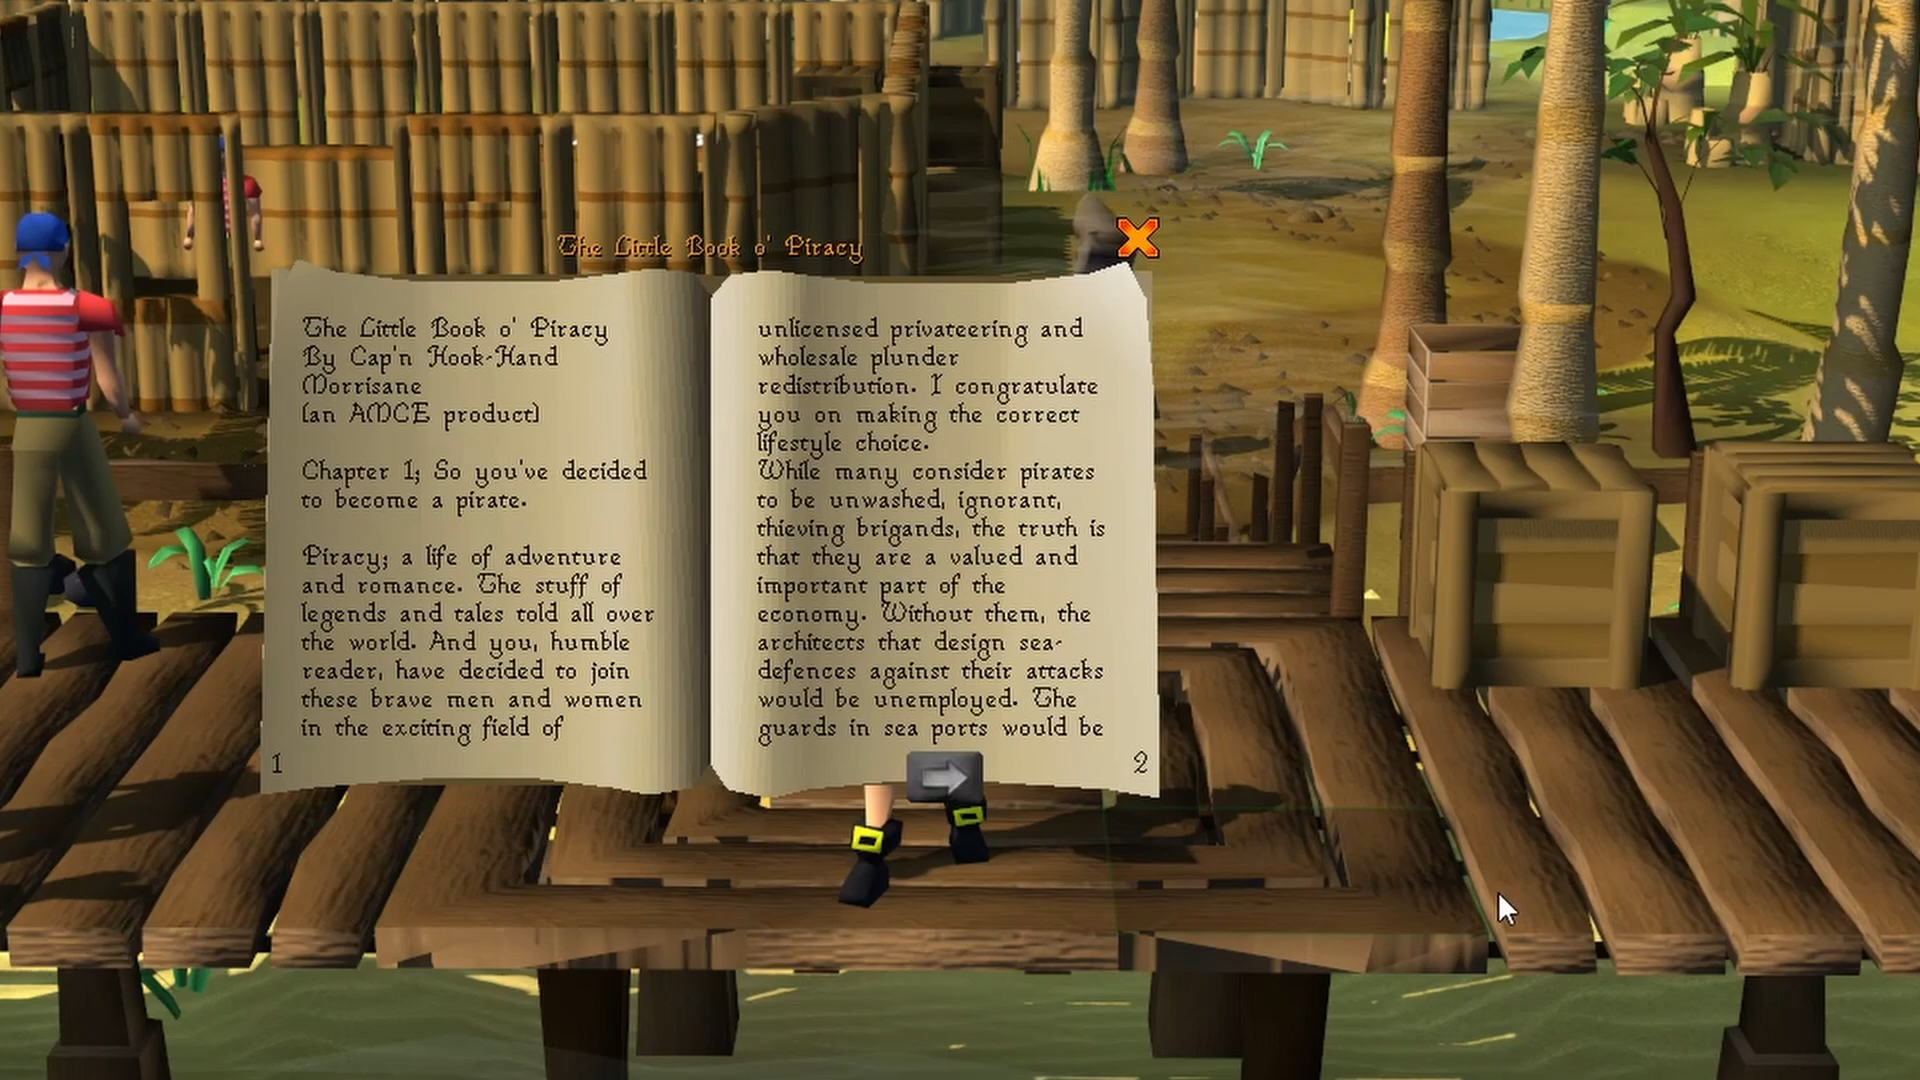 The Little Book o' Piracy
The Little Book o' Piracy
By Cap'n Hook-Hand
Morrisane
(an AMCE product)
Chapter 1; So you've decided
to become a pirate.
Piracy; a life of adventure
and romance. The stuff of
legends and tales told all over
the world. And you, humble
reader, have decided to join
these brave men and women
in the exciting field of
1
unlicensed privateering and
wholesale plunder
redistribution. I congratulate
you on making the correct
lifestyle choice.
While many consider pirates
to be unwashed, ignorant,
thieving brigands, the truth is
that they are a valued and
important part of the
economy. Without them, the
architects that design sea-
defences against their attacks
would be unemployed. The
guards in sea ports would be
2